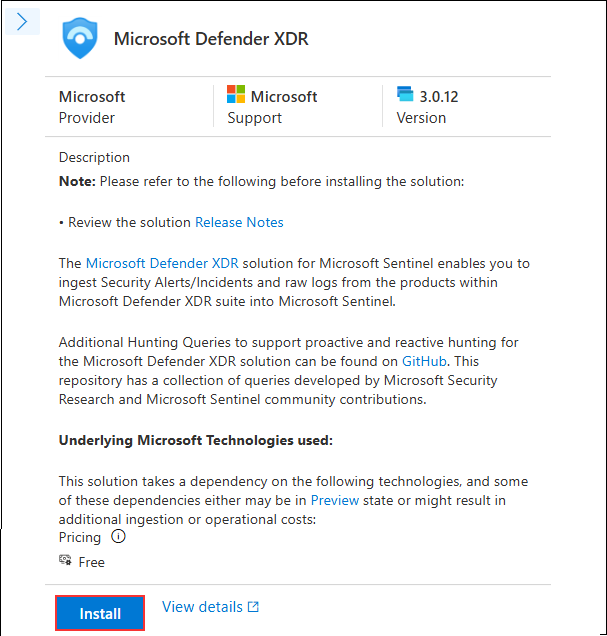 Microsoft Defender XDR
Microsoft
Provider
Microsoft
Support
3.0.12
Version
Description
Note: Please refer to the following before installing the solution:
• Review the solution Release Notes
The Microsoft Defender XDR solution for Microsoft Sentinel enables you to
ingest Security Alerts/Incidents and raw logs from the products within
Microsoft Defender XDR suite into Microsoft Sentinel.
Additional Hunting Queries to support proactive and reactive hunting for
the Microsoft Defender XDR solution can be found on GitHub. This
repository has a collection of queries developed by Microsoft Security
Research and Microsoft Sentinel community contributions.
Underlying Microsoft Technologies used:
This solution takes a dependency on the following technologies, and some
of these dependencies either may be in Preview state or might result in
additional ingestion or operational costs:
Pricing
Free
Install
View details